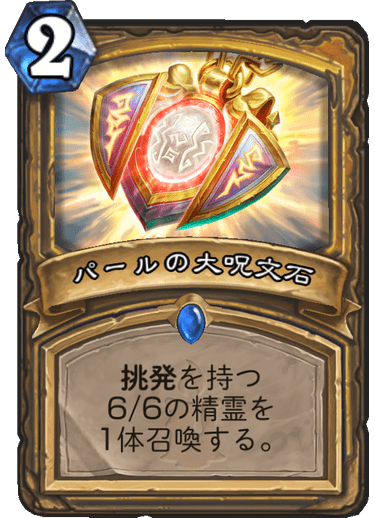 2
パールの大呪文石
挑発を持つ
6/6の精霊を
1体召喚する。